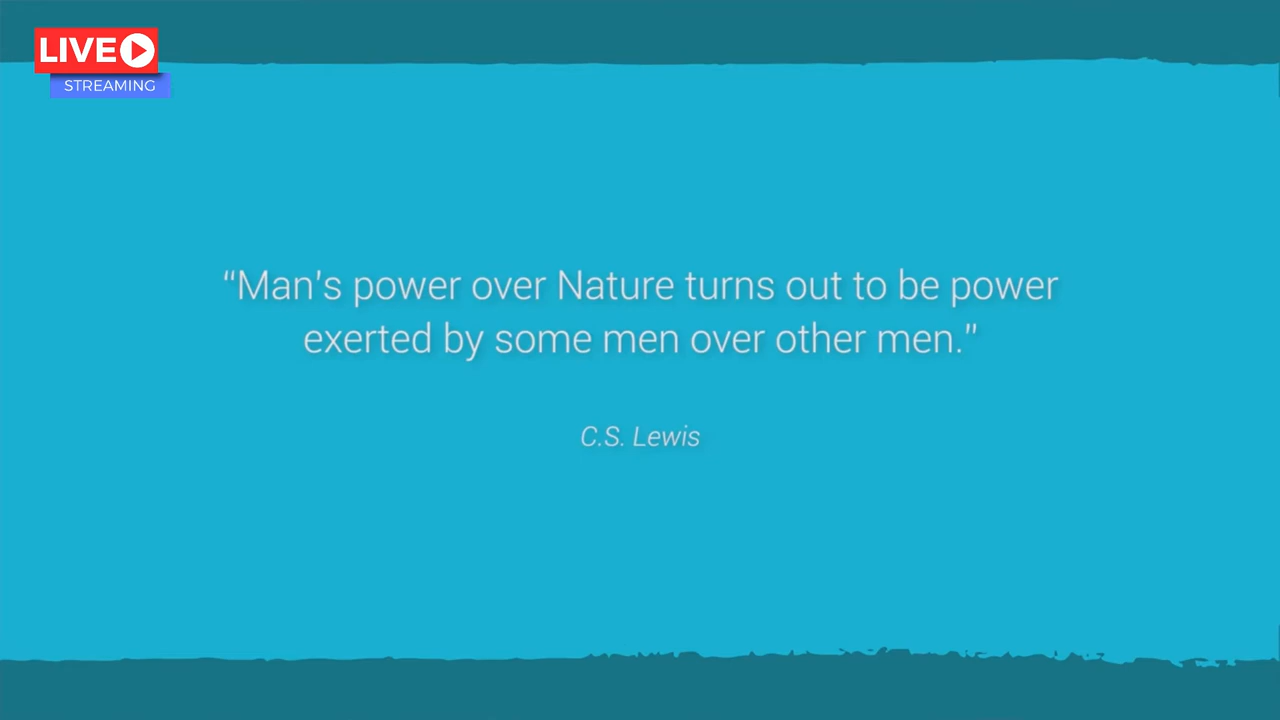 LIVE
STREAMING
“Man's power over Nature turns out to be power
exerted by some men over other men.”
C.S. Lewis